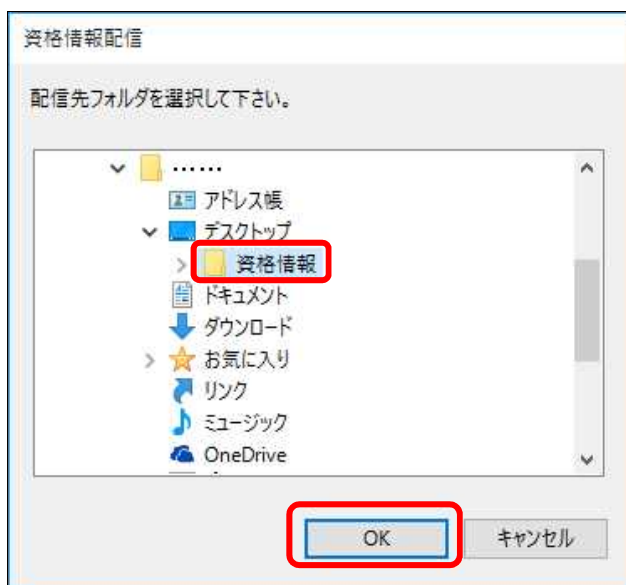 資格情報配信
配信先フォルダを選択して下さい。
……
アドレス帳
デスクトップ
資格情報
ドキュメント
ダウンロード
お気に入り
リンク
ミュージック
OneDrive
OK キャンセル